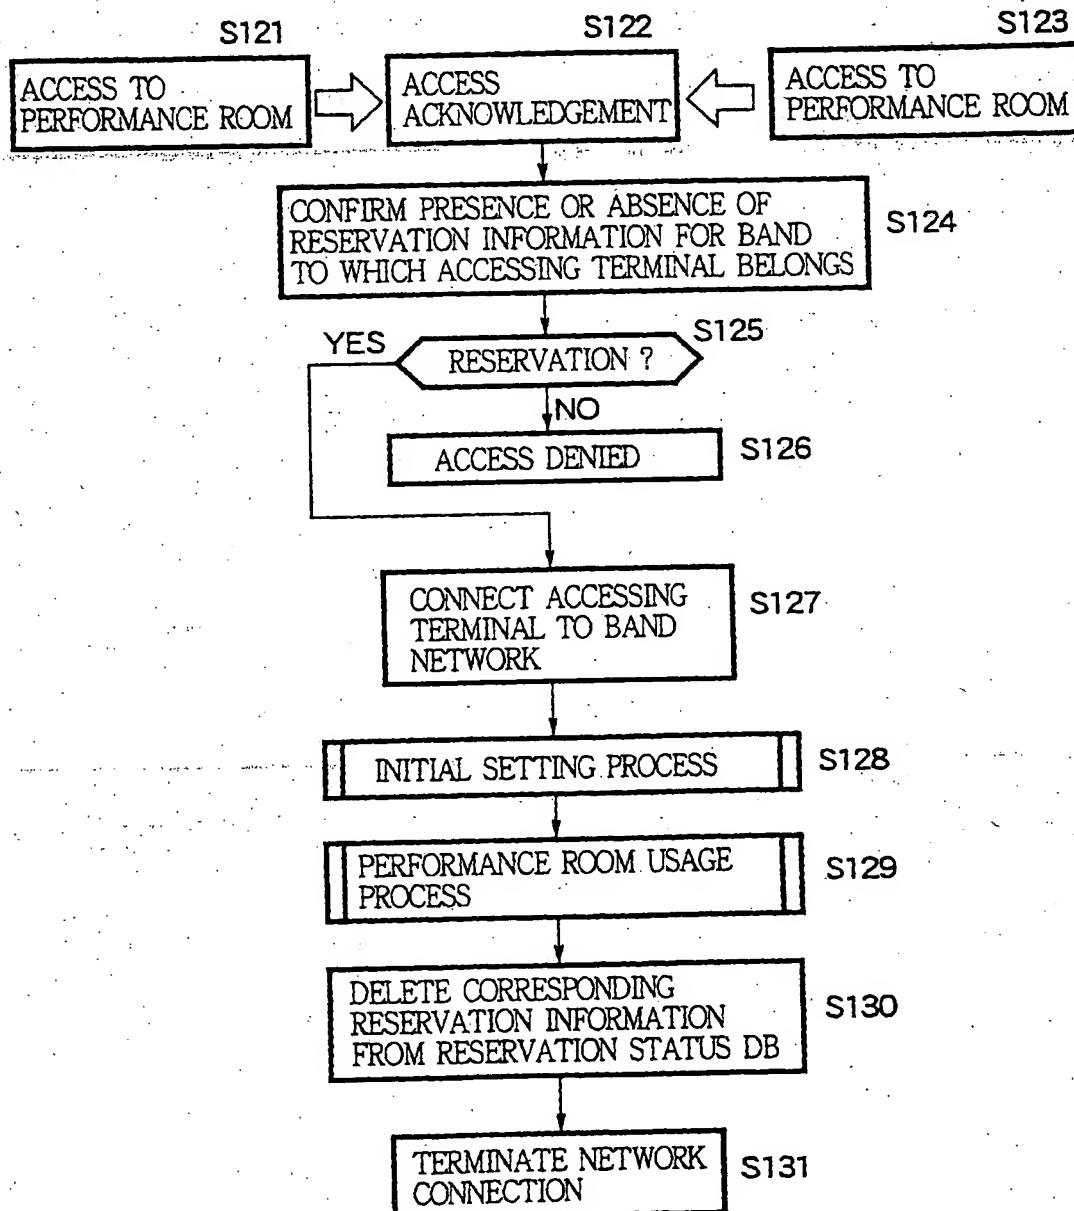 S121
S122
S123
ACCESS TO
PERFORMANCE ROOM
ACCESS
ACKNOWLEDGEMENT
ACCESS TO
PERFORMANCE ROOM
CONFIRM PRESENCE OR ABSENCE OF
RESERVATION INFORMATION FOR BAND
TO WHICH ACCESSING TERMINAL BELONGS
S124
YES
S125
RESERVATION ?
NO
ACCESS DENIED
S126
CONNECT ACCESSING
TERMINAL TO BAND
NETWORK
S127
INITIAL SETTING PROCESS
S128
PERFORMANCE ROOM USAGE
PROCESS
S129
DELETE CORRESPONDING
RESERVATION INFORMATION
FROM RESERVATION STATUS DB
S130
TERMINATE NETWORK
CONNECTION
S131